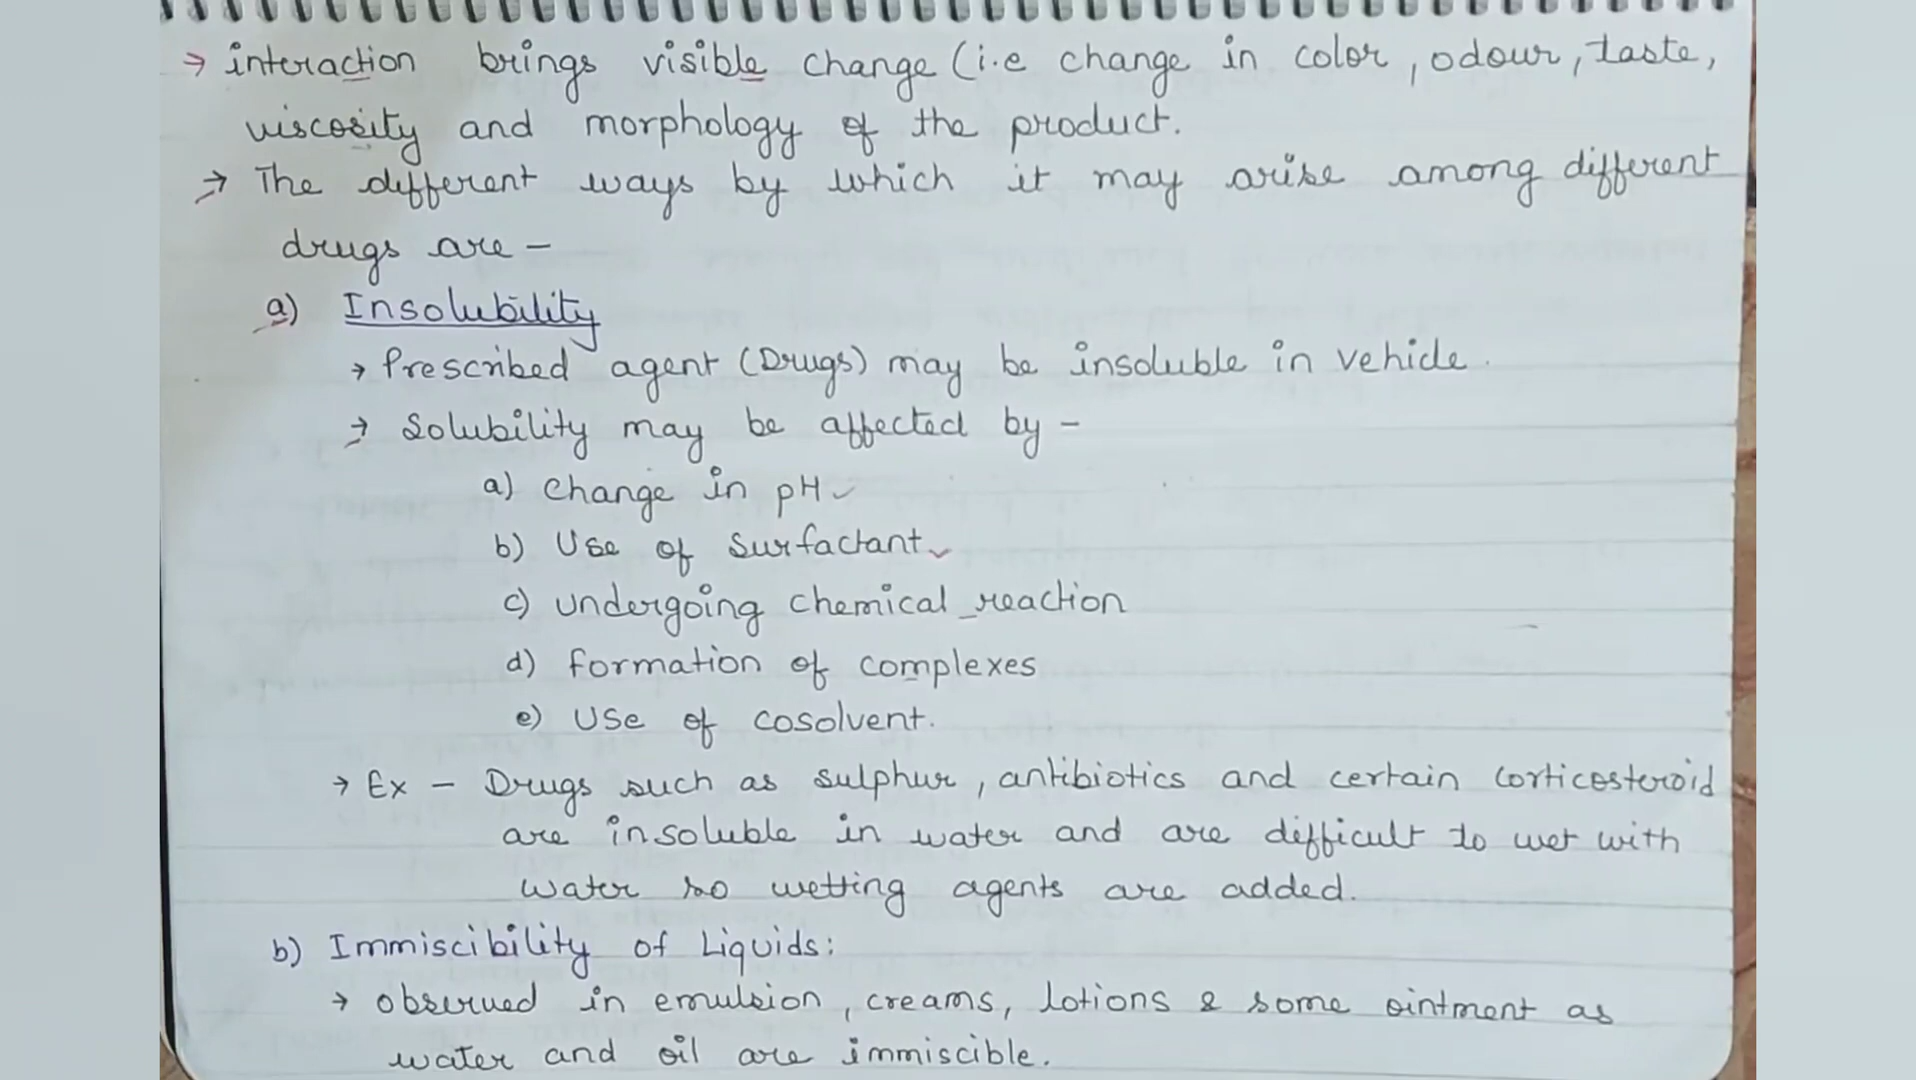 → interaction brings visible change (i.e change in color, odour, taste,
viscosity and morphology of the product.
→ The different ways by which it may arise among different
drugs are -
a) Insolubility
→ Prescribed agent (Drugs) may be insoluble in vehicle.
→ Solubility may be affected by -
a) change in pH
b) Use of Surfactant
c) undergoing chemical reaction
d) formation of complexes
e) Use of cosolvent.
→ Ex - Drugs such as sulphur, antibiotics and certain corticosteroid
are insoluble in water and are difficult to wet with
water so wetting agents are added.
b) Immiscibility of Liquids:
→ observed in emulsion, creams, lotions & some ointment as
water and oil are immiscible.